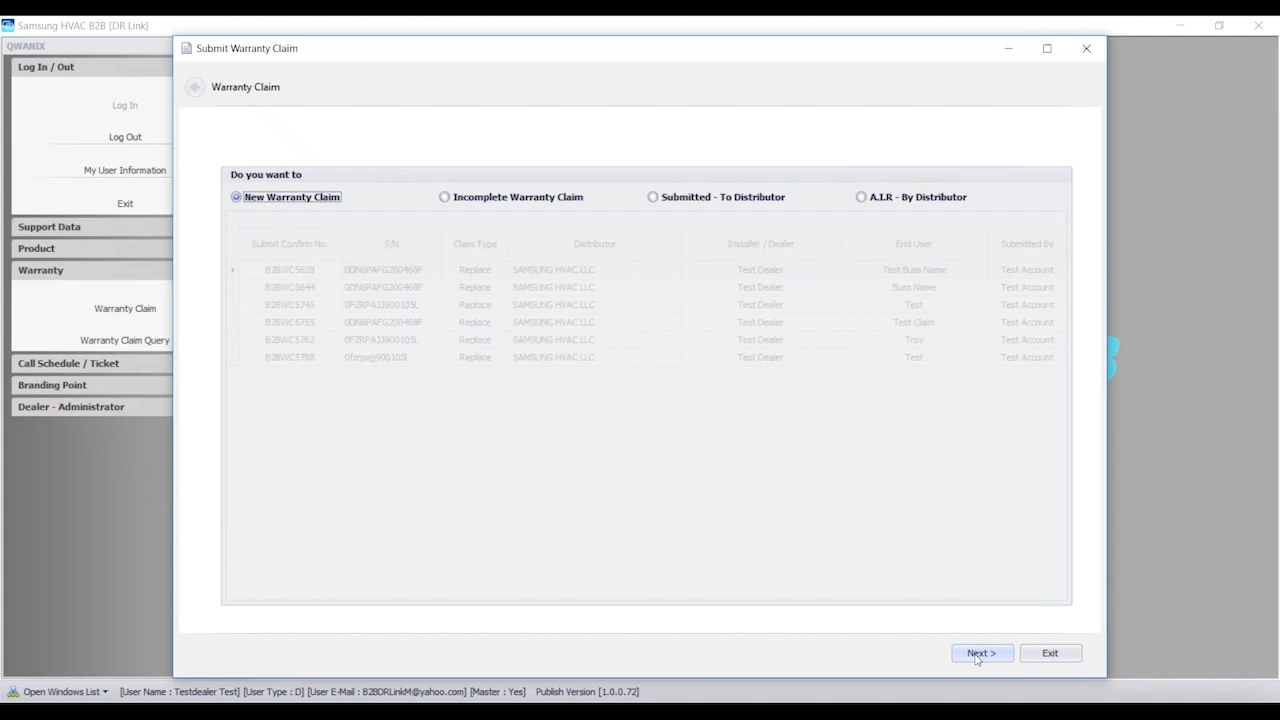 Samsung HVAC B2B [DR Link]
QWANIX
Log In / Out
Log In
Log Out
My User Information
Exit
Support Data
Product
Warranty
Warranty Claim
Warranty Claim Query
Call Schedule / Ticket
Branding Point
Dealer - Administrator
Submit Warranty Claim
Warranty Claim
Do you want to
New Warranty Claim Incomplete Warranty Claim Submitted - To Distributor A.I.R - By Distributor
Submit Confirm No.. S/N Claim Type Distributor Installer / Dealer End User Submitted By
B2BWC5628 0DN6PAFG200468F Replace SAMSUNG HVAC LLC Test Dealer Test Buss Name Test Account
B2BWC5644 0DN6PAFG200468F Replace SAMSUNG HVAC LLC Test Dealer Buss Name Test Account
B2BWC5745 0FZRPAJJ900105L Replace SAMSUNG HVAC LLC Test Dealer Test Test Account
B2BWC5755 0DN6PAFG200468F Replace SAMSUNG HVAC LLC Test Dealer Test Claim Test Account
B2BWC5762 0FZRPAJJ900105L Replace SAMSUNG HVAC LLC Test Dealer Troy Test Account
B2BWC5788 0fzrpajj900105l Replace SAMSUNG HVAC LLC Test Dealer Test Test Account
Next > Exit
Open Windows List [User Name : Testdealer Test] [User Type : D] [User E-Mail : B2BDRLinkM@yahoo.com] [Master : Yes] Publish Version [1.0.0.72]